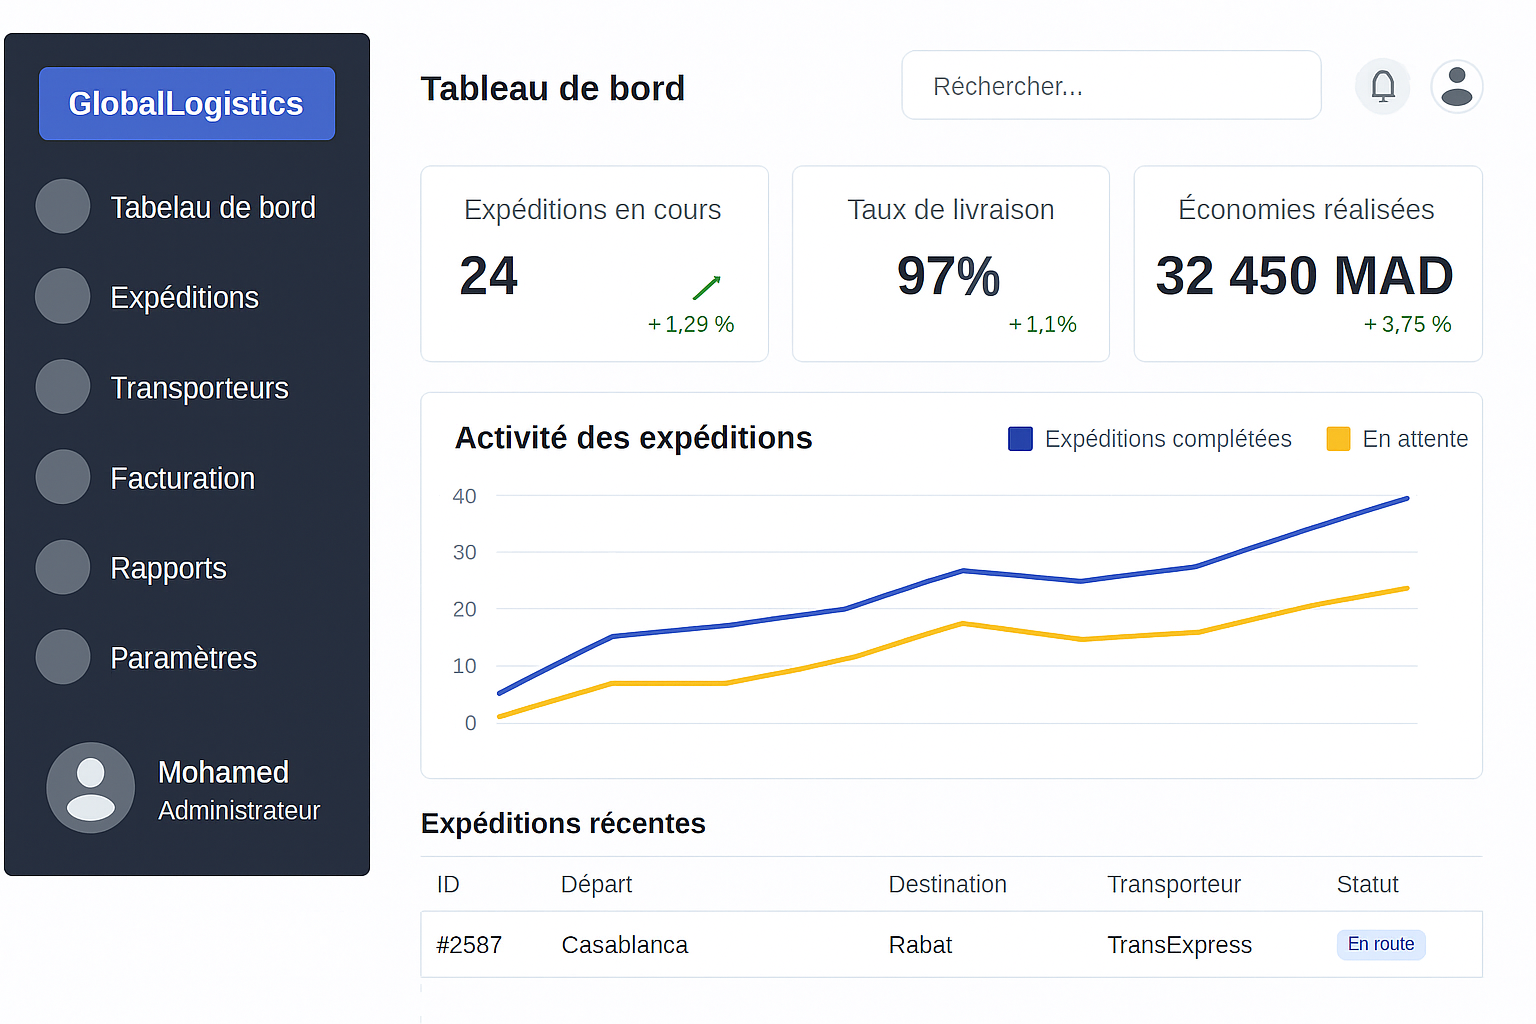 GlobalLogistics
Tabelau de bord
Expéditions
Transporteurs
Facturation
Rapports
Paramètres
Mohamed
Administrateur
Tableau de bord
Réchercher...
Expéditions en cours
24
+ 1,29 %
Taux de livraison
97%
+ 1,1%
Économies réalisées
32 450 MAD
+ 3,75 %
Activité des expéditions
Expéditions complétées
En attente
40
30
20
10
0
Expéditions récentes
ID Départ Destination Transporteur Statut
#2587 Casablanca Rabat TransExpress En route